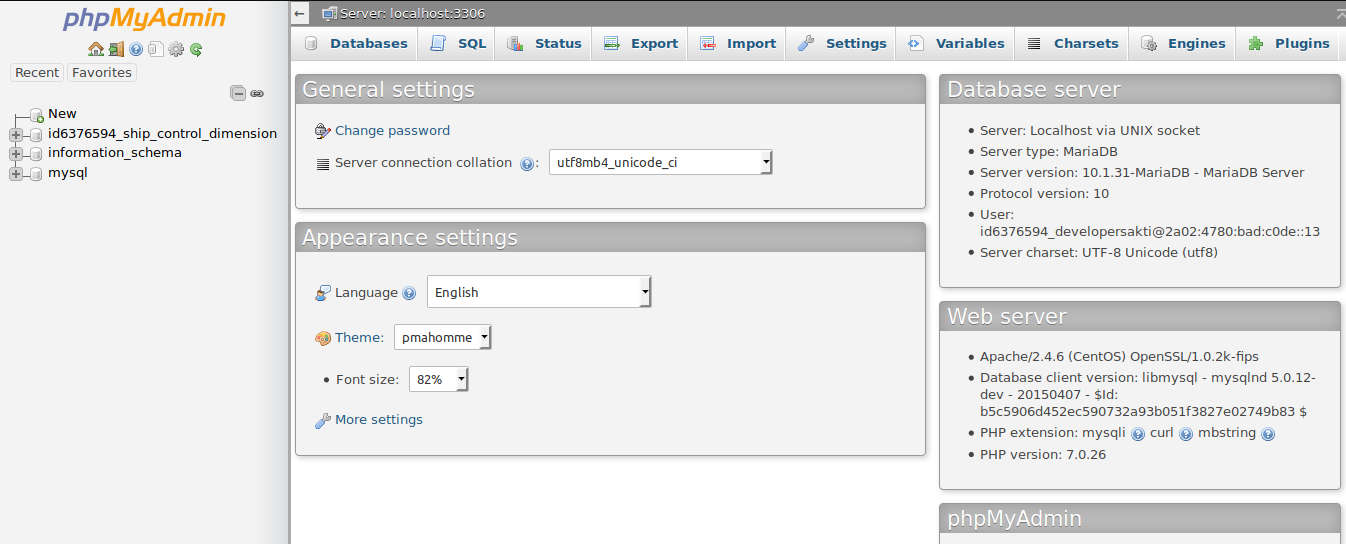 phpMyAdmin
Recent Favorites
New
id6376594_ship_control_dimension
information_schema
mysql
← Server: localhost:3306
Databases SQL Status Export Import Settings Variables Charsets Engines Plugins
General settings
Change password
Server connection collation : utf8mb4_unicode_ci
Appearance settings
Language English
Theme: pmahomme
• Font size: 82%
More settings
Database server
• Server: Localhost via UNIX socket
• Server type: MariaDB
• Server version: 10.1.31-MariaDB - MariaDB Server
• Protocol version: 10
• User:
id6376594_developersakti@2a02:4780:bad:c0de::13
• Server charset: UTF-8 Unicode (utf8)
Web server
• Apache/2.4.6 (CentOS) OpenSSL/1.0.2k-fips
• Database client version: libmysql - mysqlnd 5.0.12-
dev - 20150407 - $Id:
b5c5906d452ec590732a93b051f3827e02749b83 $
• PHP extension: mysqli curl mbstring
• PHP version: 7.0.26
phpMyAdmin